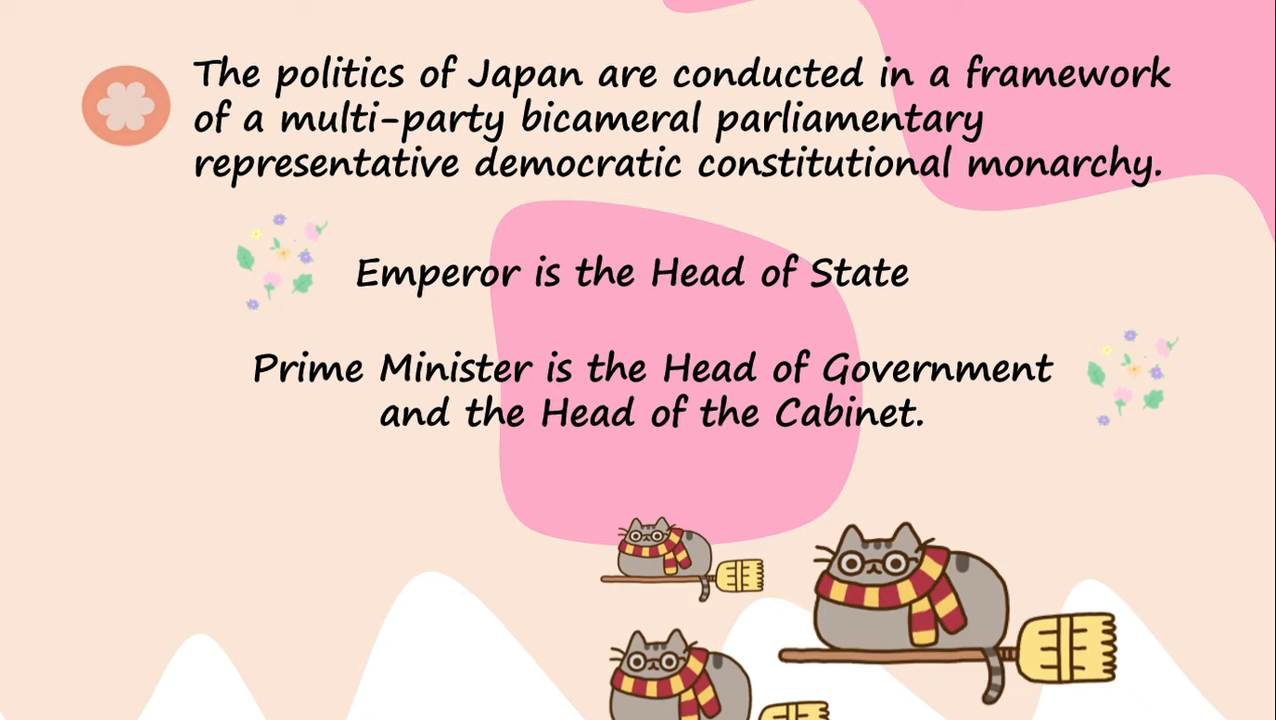 The politics of Japan are conducted in a framework
of a multi-party bicameral parliamentary
representative democratic constitutional monarchy.
Emperor is the Head of State
Prime Minister is the Head of Government
and the Head of the Cabinet.